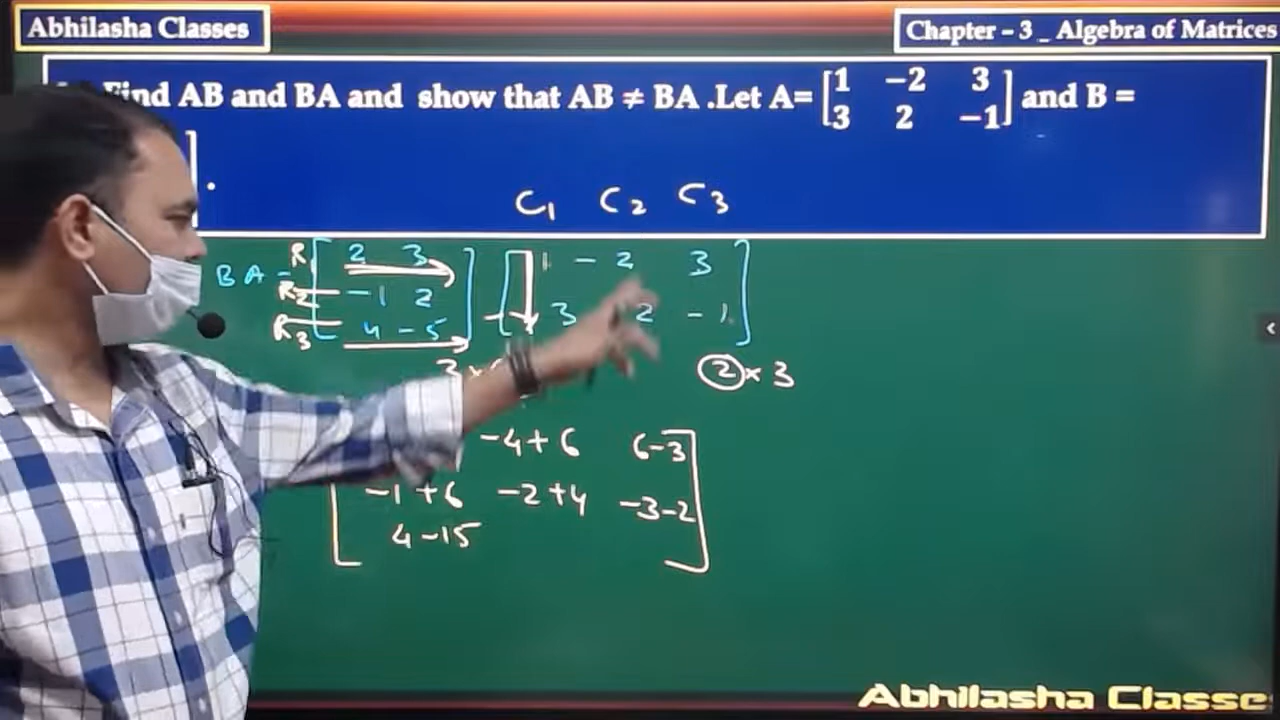 Abhilasha Classes
Chapter - 3 _ Algebra of Matrices
Find AB and BA and show that AB ≠ BA .Let A= [1 -2 3
3 2 -1] and B =
] .
C1 C2 C3
BA = R1 [2 3] [1 -2 3]
R2 -1 2
R3 4 -5 3 2 -1
3 × 2 × 3
-4+6 6-3
-1+6 -2+4 -3-2
4-15
Abhilasha Classe